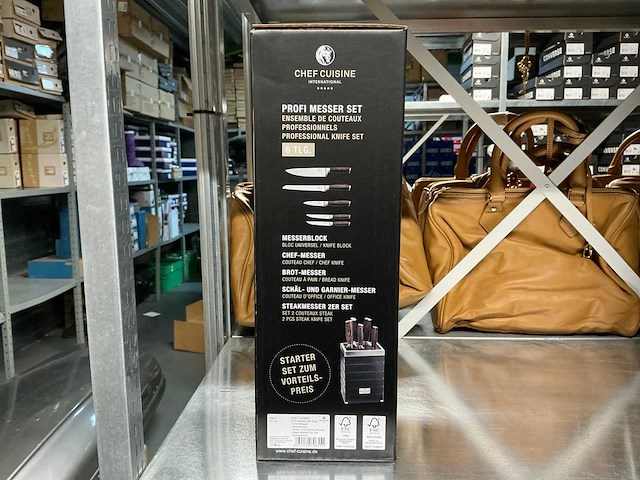 CHEF CUISINE
INTERNATIONAL
PROFI MESSER SET
ENSEMBLE DE COUTEAUX
PROFESSIONNELS
PROFESSIONAL KNIFE SET
6 TLG.
MESSERBLOCK
BLOC UNIVERSEL / KNIFE BLOCK
CHEF-MESSER
COUTEAU CHEF / CHEF KNIFE
BROT-MESSER
COUTEAU À PAIN / BREAD KNIFE
SCHÄL- UND GARNIER-MESSER
COUTEAU D'OFFICE / OFFICE KNIFE
STEAKMESSER 2ER SET
SET 2 COUTEAUX STEAK
2 PCS STEAK KNIFE SET
STARTER
SET ZUM
VORTEILS-
PREIS
FSC
FSC
www.chef-cuisine.de
CONVERSE